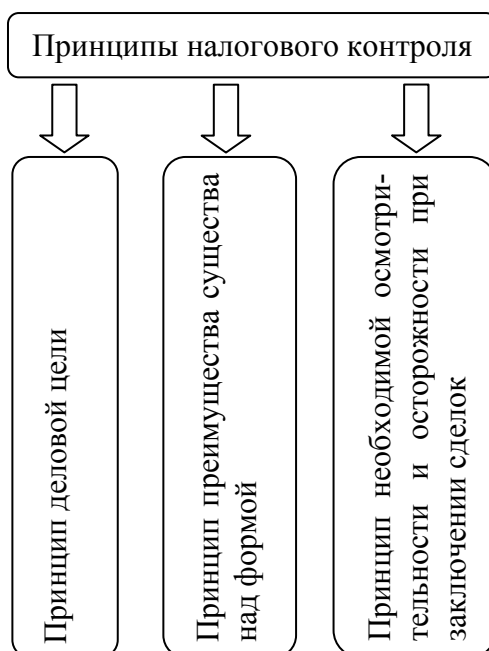 Принципы налогового контроля
Принцип деловой цели
Принцип преимущества существа
над формой
Принцип необходимой осмотри-
тельности и осторожности при
заключении сделок